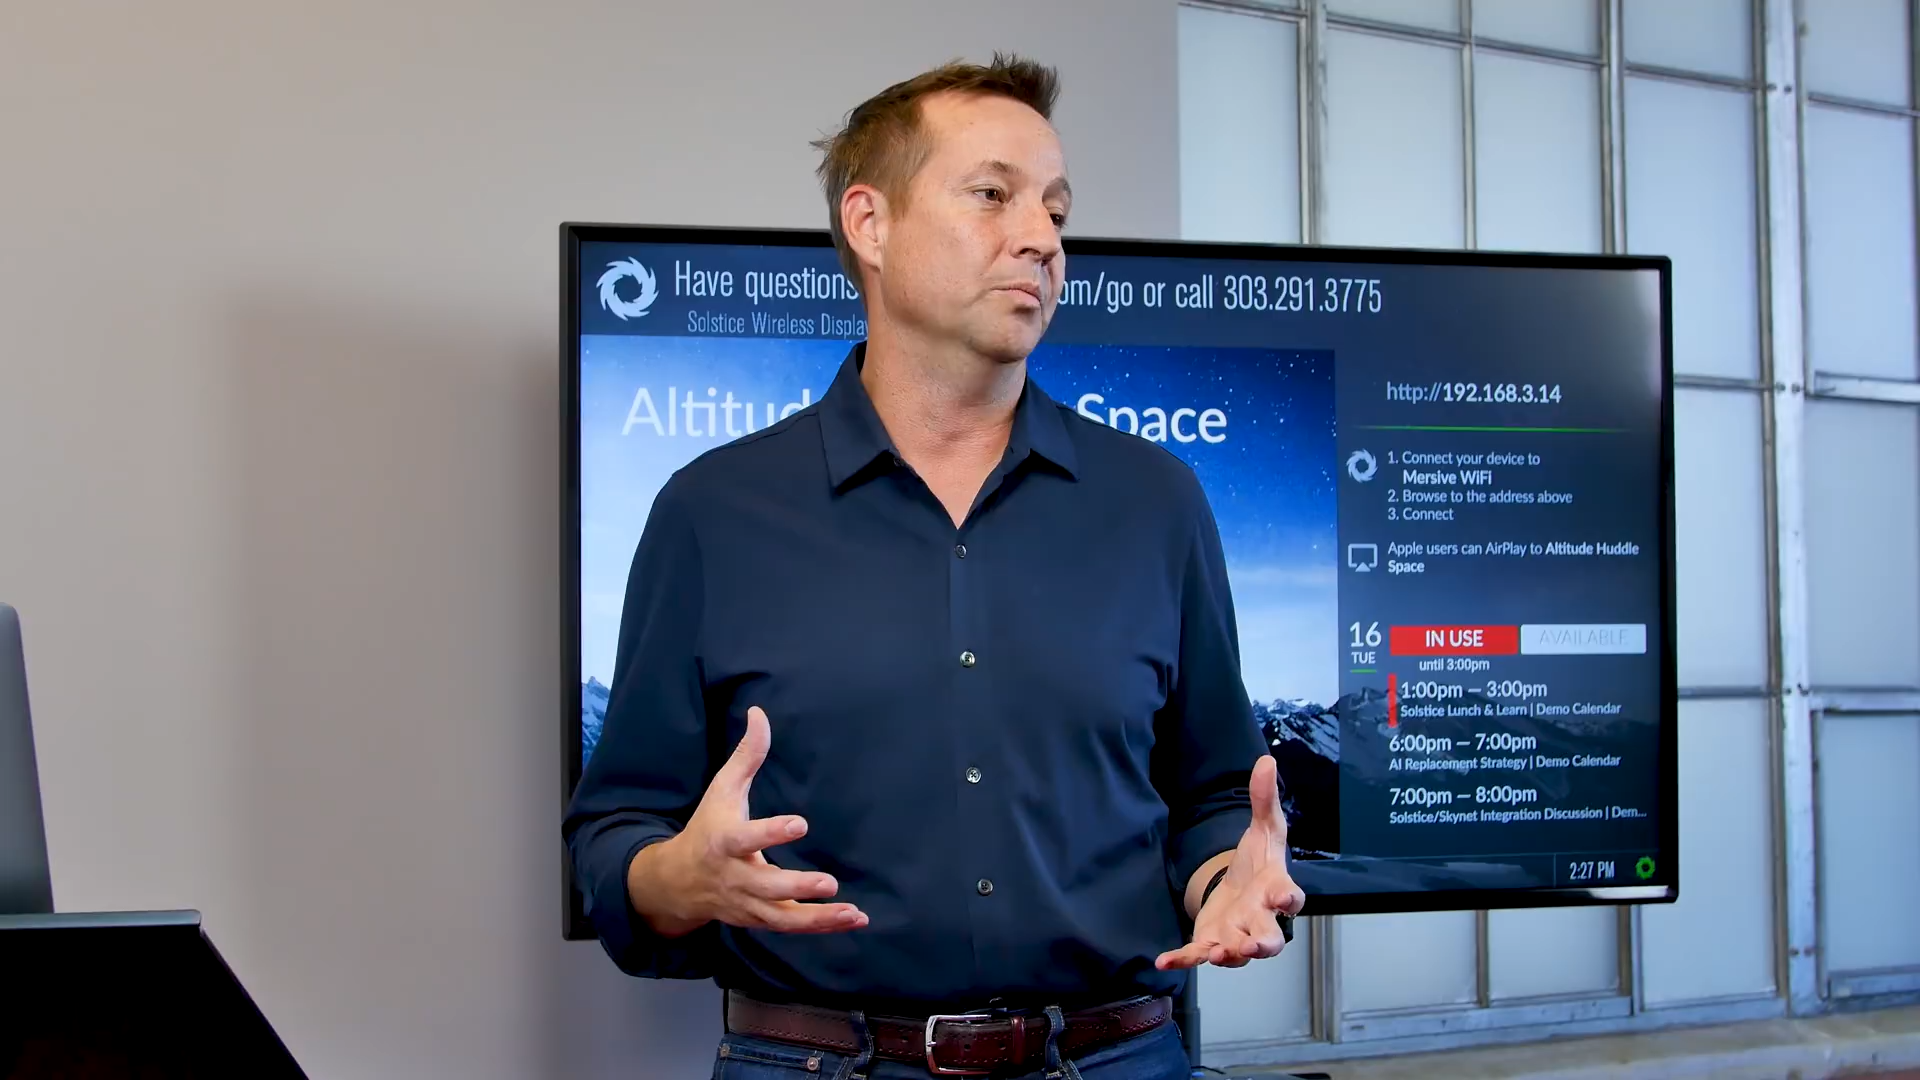 Have questions om/go or call 303.291.3775
Solstice Wireless Display
Altitud Space
http://192.168.3.14
1. Connect your device to
Mersive WiFi
2. Browse to the address above
3. Connect
Apple users can AirPlay to Altitude Huddle
Space
16
TUE
IN USE
AVAILABLE
until 3:00pm
1:00pm — 3:00pm
Solstice Lunch & Learn | Demo Calendar
6:00pm — 7:00pm
AI Replacement Strategy | Demo Calendar
7:00pm — 8:00pm
Solstice/Skynet Integration Discussion | Dem...
2:27 PM